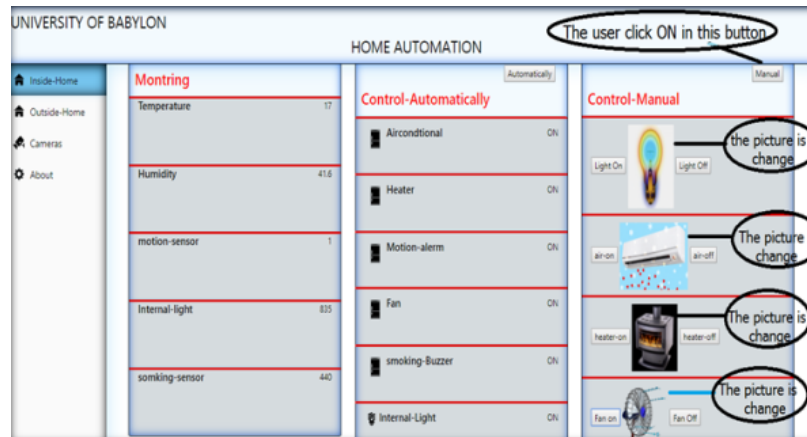 UNIVERSITY OF BABYLON
HOME AUTOMATION
The user click ON in this button
Inside-Home
Outside-Home
Cameras
About
Montring
Temperature 17
Humidity 41.6
motion-sensor 1
Internal-light 835
somking-sensor 440
Automatically
Control-Automatically
Aircondtional ON
Heater ON
Motion-alerm ON
Fan ON
smoking-Buzzer ON
Internal-Light ON
Manual
Control-Manual
Light On Light Off
the picture is
change
air-on air-off
The picture
change
heater-on heater-off
The picture is
change
Fan on Fan Off
The picture is
change